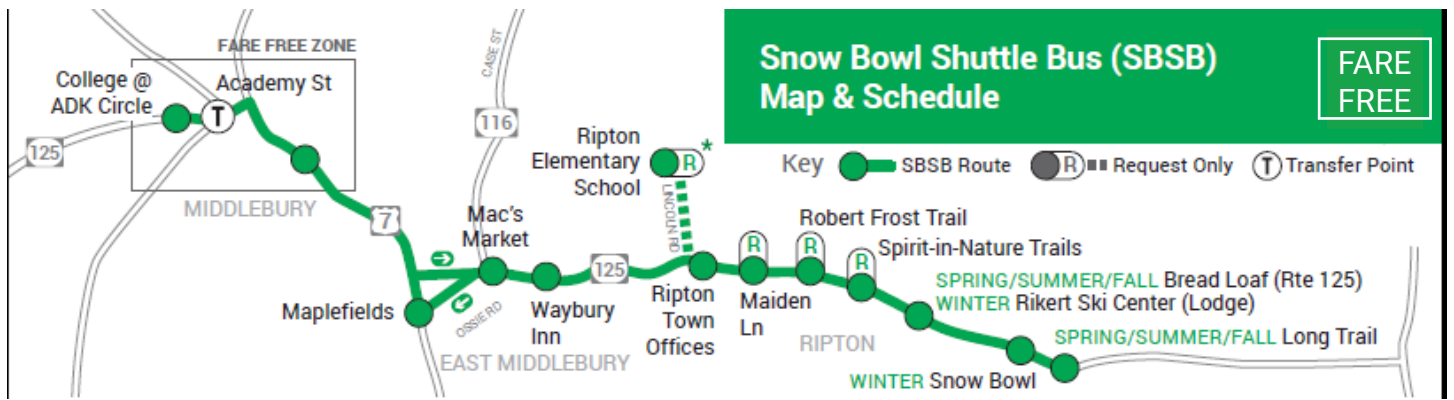 FARE FREE ZONE
College @
ADK Circle
Academy St
T
125
MIDDLEBURY
7
CASE ST
116
Mac's
Market
Maplefields
OSSIE RD
Waybury
Inn
EAST MIDDLEBURY
125
Ripton
Elementary
School
R*
LINCOLN RD
Ripton
Town
Offices
R
Maiden
Ln
R
Robert Frost Trail
R
Spirit-in-Nature Trails
RIPTON
SPRING/SUMMER/FALL Bread Loaf (Rte 125)
WINTER Rikert Ski Center (Lodge)
SPRING/SUMMER/FALL Long Trail
WINTER Snow Bowl
Snow Bowl Shuttle Bus (SBSB)
Map & Schedule
FARE
FREE
Key SBSB Route R Request Only T Transfer Point